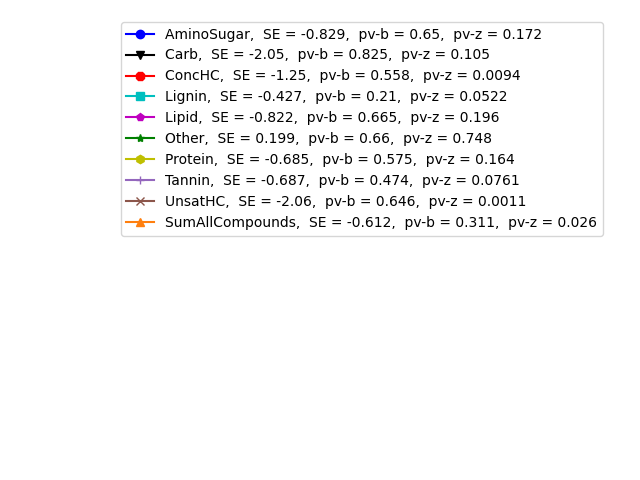 AminoSugar,  SE = -0.829,  pv-b = 0.65,  pv-z = 0.172
Carb,  SE = -2.05,  pv-b = 0.825,  pv-z = 0.105
ConcHC,  SE = -1.25,  pv-b = 0.558,  pv-z = 0.0094
Lignin,  SE = -0.427,  pv-b = 0.21,  pv-z = 0.0522
Lipid,  SE = -0.822,  pv-b = 0.665,  pv-z = 0.196
Other,  SE = 0.199,  pv-b = 0.66,  pv-z = 0.748
Protein,  SE = -0.685,  pv-b = 0.575,  pv-z = 0.164
Tannin,  SE = -0.687,  pv-b = 0.474,  pv-z = 0.0761
UnsatHC,  SE = -2.06,  pv-b = 0.646,  pv-z = 0.0011
SumAllCompounds,  SE = -0.612,  pv-b = 0.311,  pv-z = 0.026